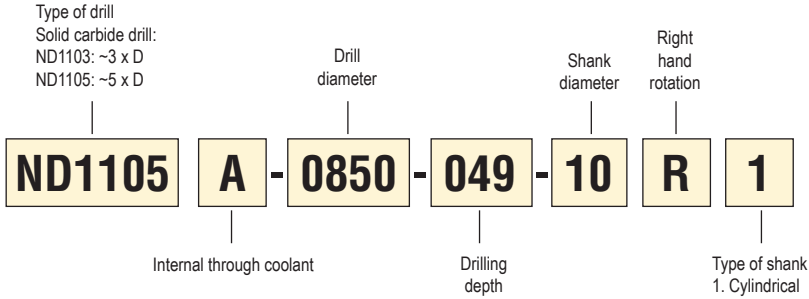 Type of drill
Solid carbide drill:
ND1103: ~3 x D
ND1105: ~5 x D
Drill
diameter
Shank
diameter
Right
hand
rotation
ND1105 A - 0850 - 049 - 10 R 1
Internal through coolant
Drilling
depth
Type of shank
1. Cylindrical